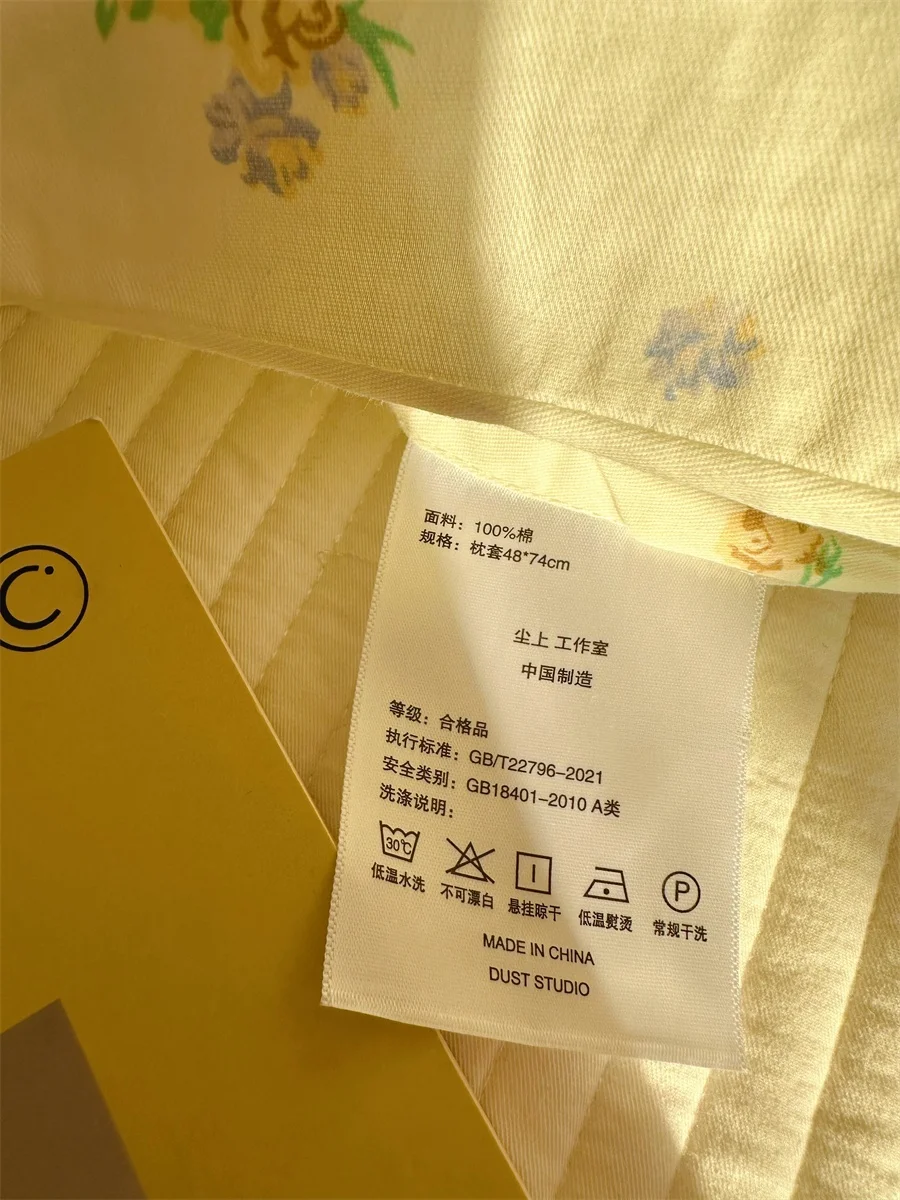 面料：100%棉
规格：枕套48*74cm
尘上 工作室
中国制造
等级：合格品
执行标准：GB/T22796-2021
安全类别：GB18401-2010 A类
洗涤说明：
30℃
P
低温水洗 不可漂白 悬挂晾干 低温熨烫 常规干洗
MADE IN CHINA
DUST STUDIO